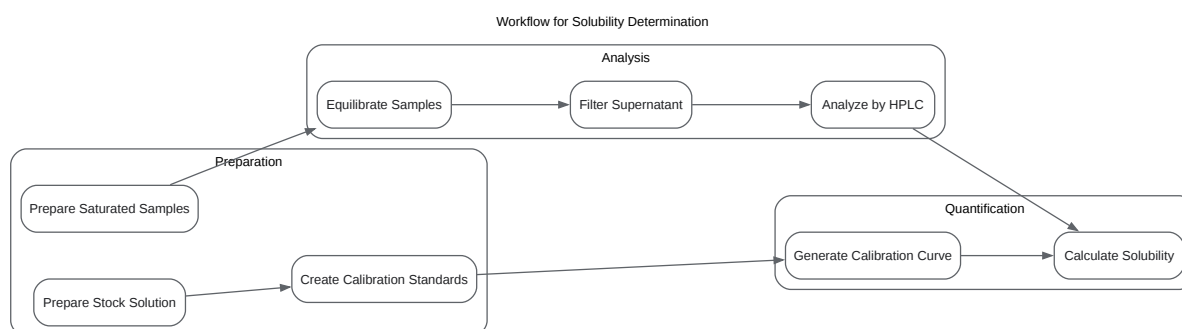 Workflow for Solubility Determination
Analysis
Equilibrate Samples
Filter Supernatant
Analyze by HPLC
Preparation
Prepare Saturated Samples
Prepare Stock Solution
Create Calibration Standards
Quantification
Generate Calibration Curve
Calculate Solubility